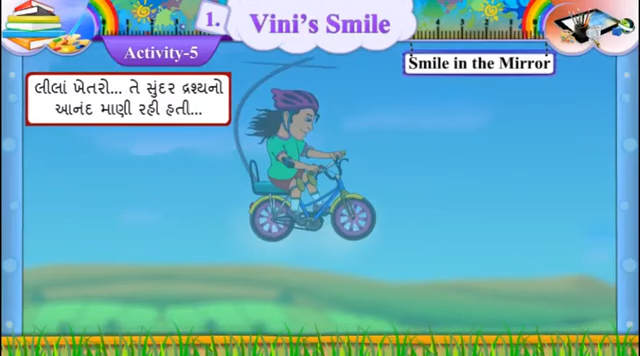 1.
Vini's Smile
Activity-5
Smile in the Mirror
લીલાં ખેતરો... તે સુંદર દ્રશ્યનો
આનંદ માણી રહી હતી...